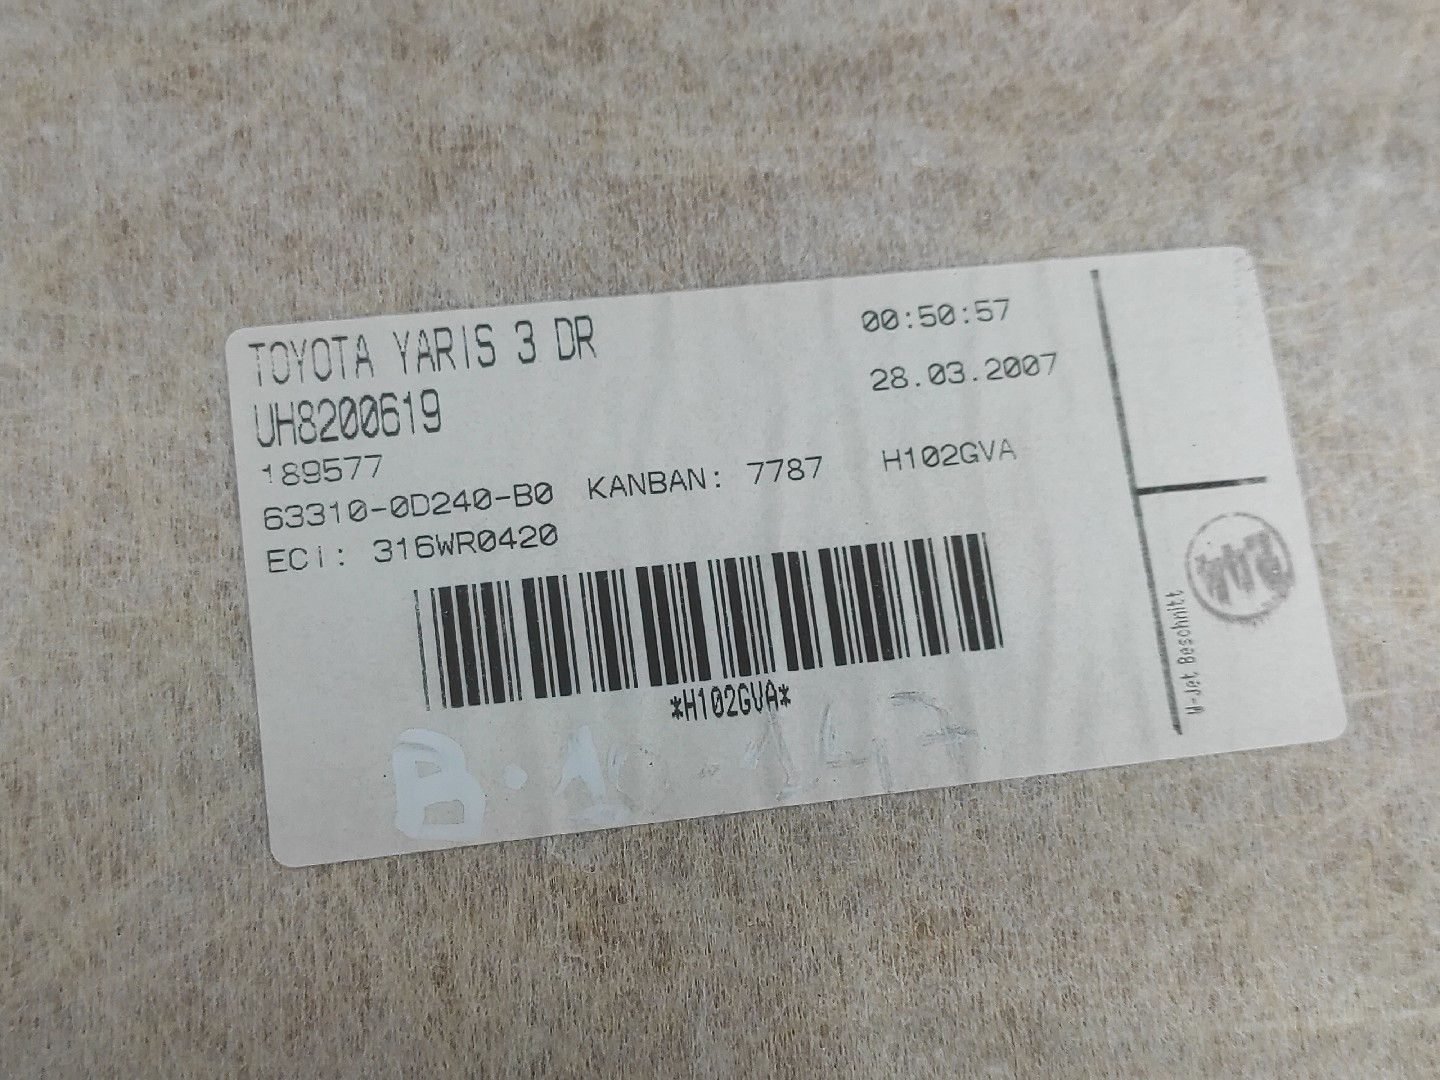 TOYOTA YARIS 3 DR
00:50:57
UH8200619
28.03.2007
189577
63310-0D240-B0 KANBAN: 7787 H102GVA
ECi: 316WR0420
*H102GVA*
W-Jet Beschnitt
B
147